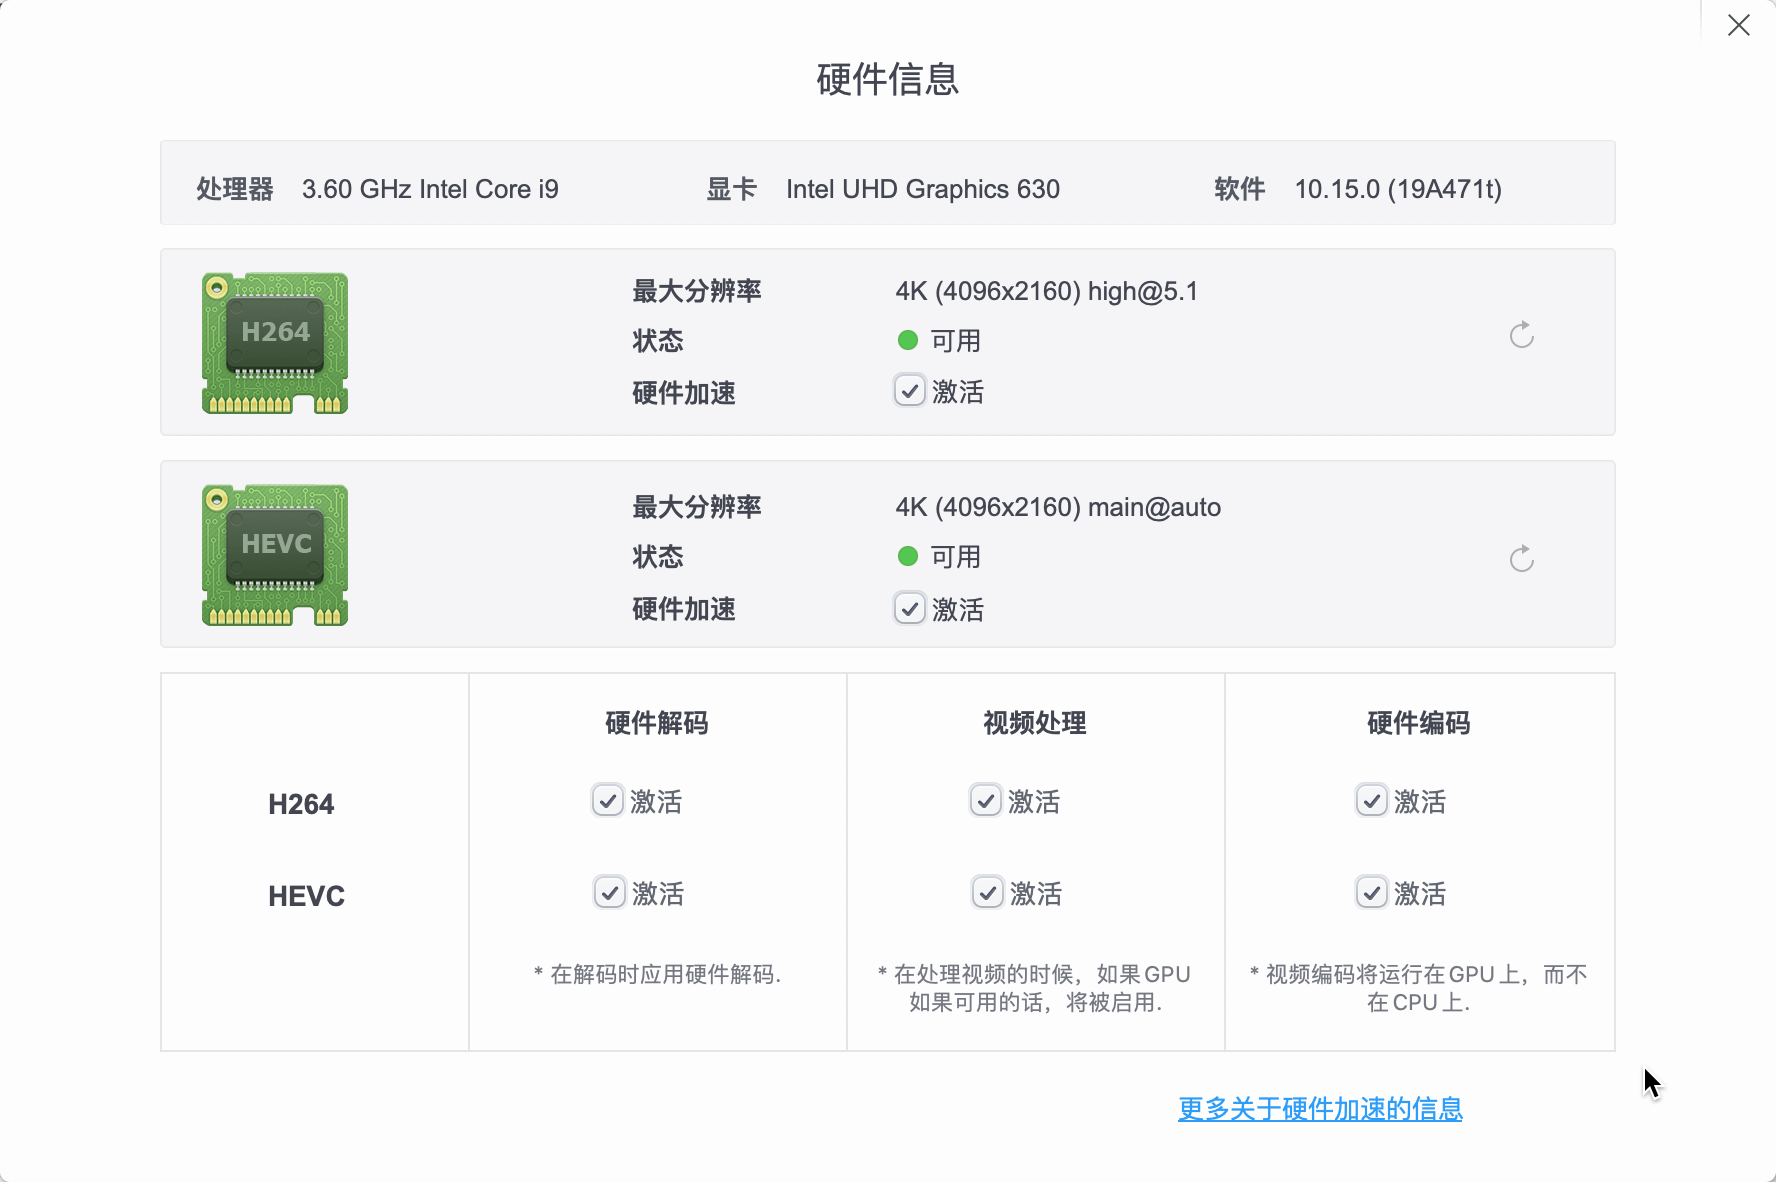 硬件信息
处理器 3.60 GHz Intel Core i9 显卡 Intel UHD Graphics 630 软件 10.15.0 (19A471t)
H264
最大分辨率 4K (4096x2160) high@5.1
状态 可用
硬件加速 激活
HEVC
最大分辨率 4K (4096x2160) main@auto
状态 可用
硬件加速 激活
硬件解码 视频处理 硬件编码
H264 激活 激活 激活
HEVC 激活 激活 激活
* 在解码时应用硬件解码.
* 在处理视频的时候，如果GPU
如果可用的话，将被启用.
* 视频编码将运行在GPU上，而不
在CPU上.
更多关于硬件加速的信息